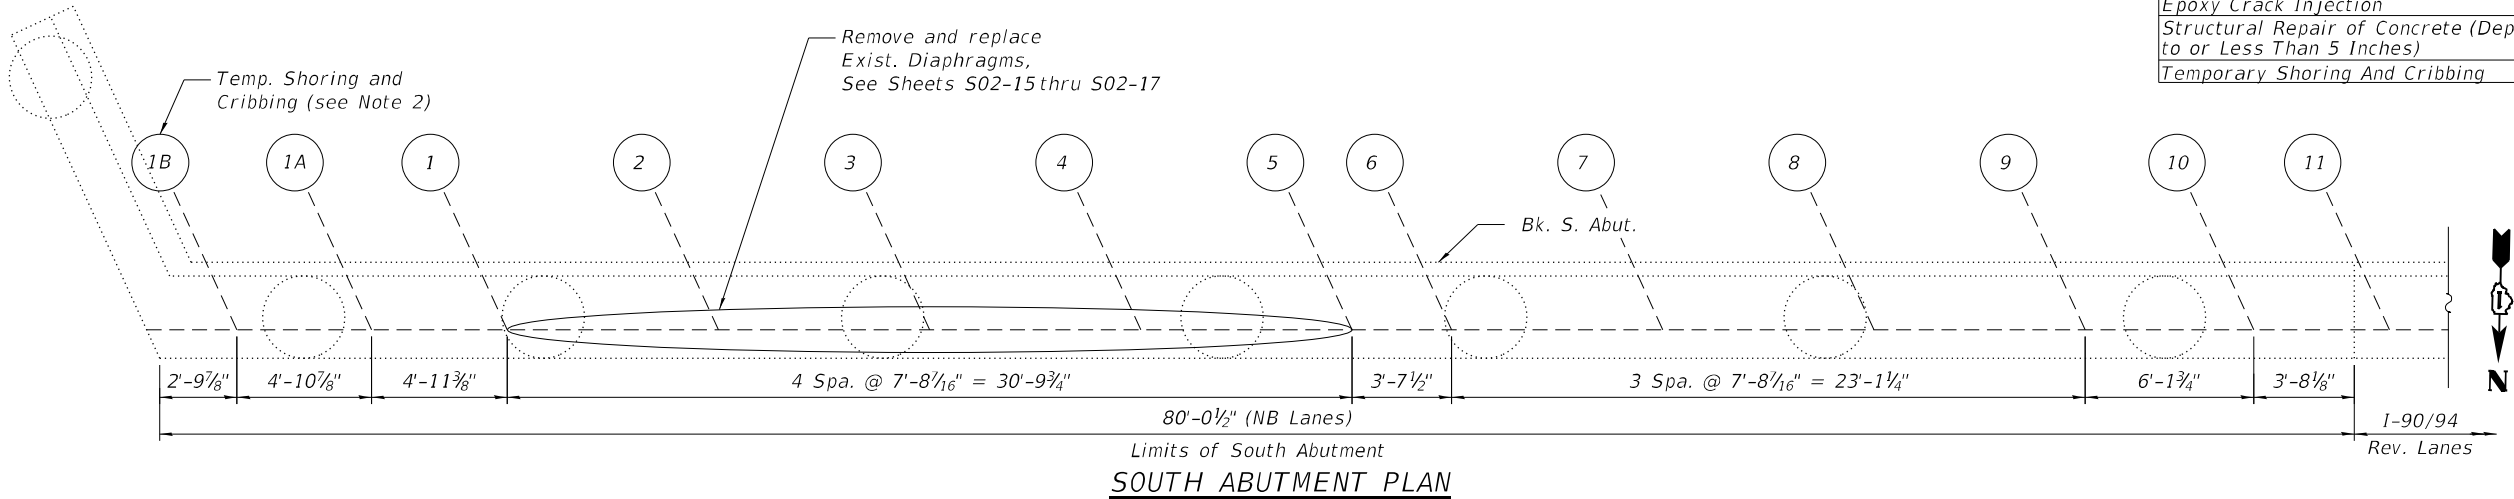 Epoxy Crack Injection
Structural Repair of Concrete (Dep
to or Less Than 5 Inches)
Temporary Shoring And Cribbing
Remove and replace
Exist. Diaphragms,
See Sheets S02-15 thru S02-17
Temp. Shoring and
Cribbing (see Note 2)
1B
1A
1
2
3
4
5
6
7
8
9
10
11
Bk. S. Abut.
2'-9⅞"
4'-10⅞"
4'-11⅜"
4 Spa. @ 7'-8⁷⁄₁₆" = 30'-9¾"
3'-7½"
3 Spa. @ 7'-8⁷⁄₁₆" = 23'-1¼"
6'-1¾"
3'-8⅛"
N
80'-0½" (NB Lanes)
I-90/94
Limits of South Abutment
Rev. Lanes
SOUTH ABUTMENT PLAN